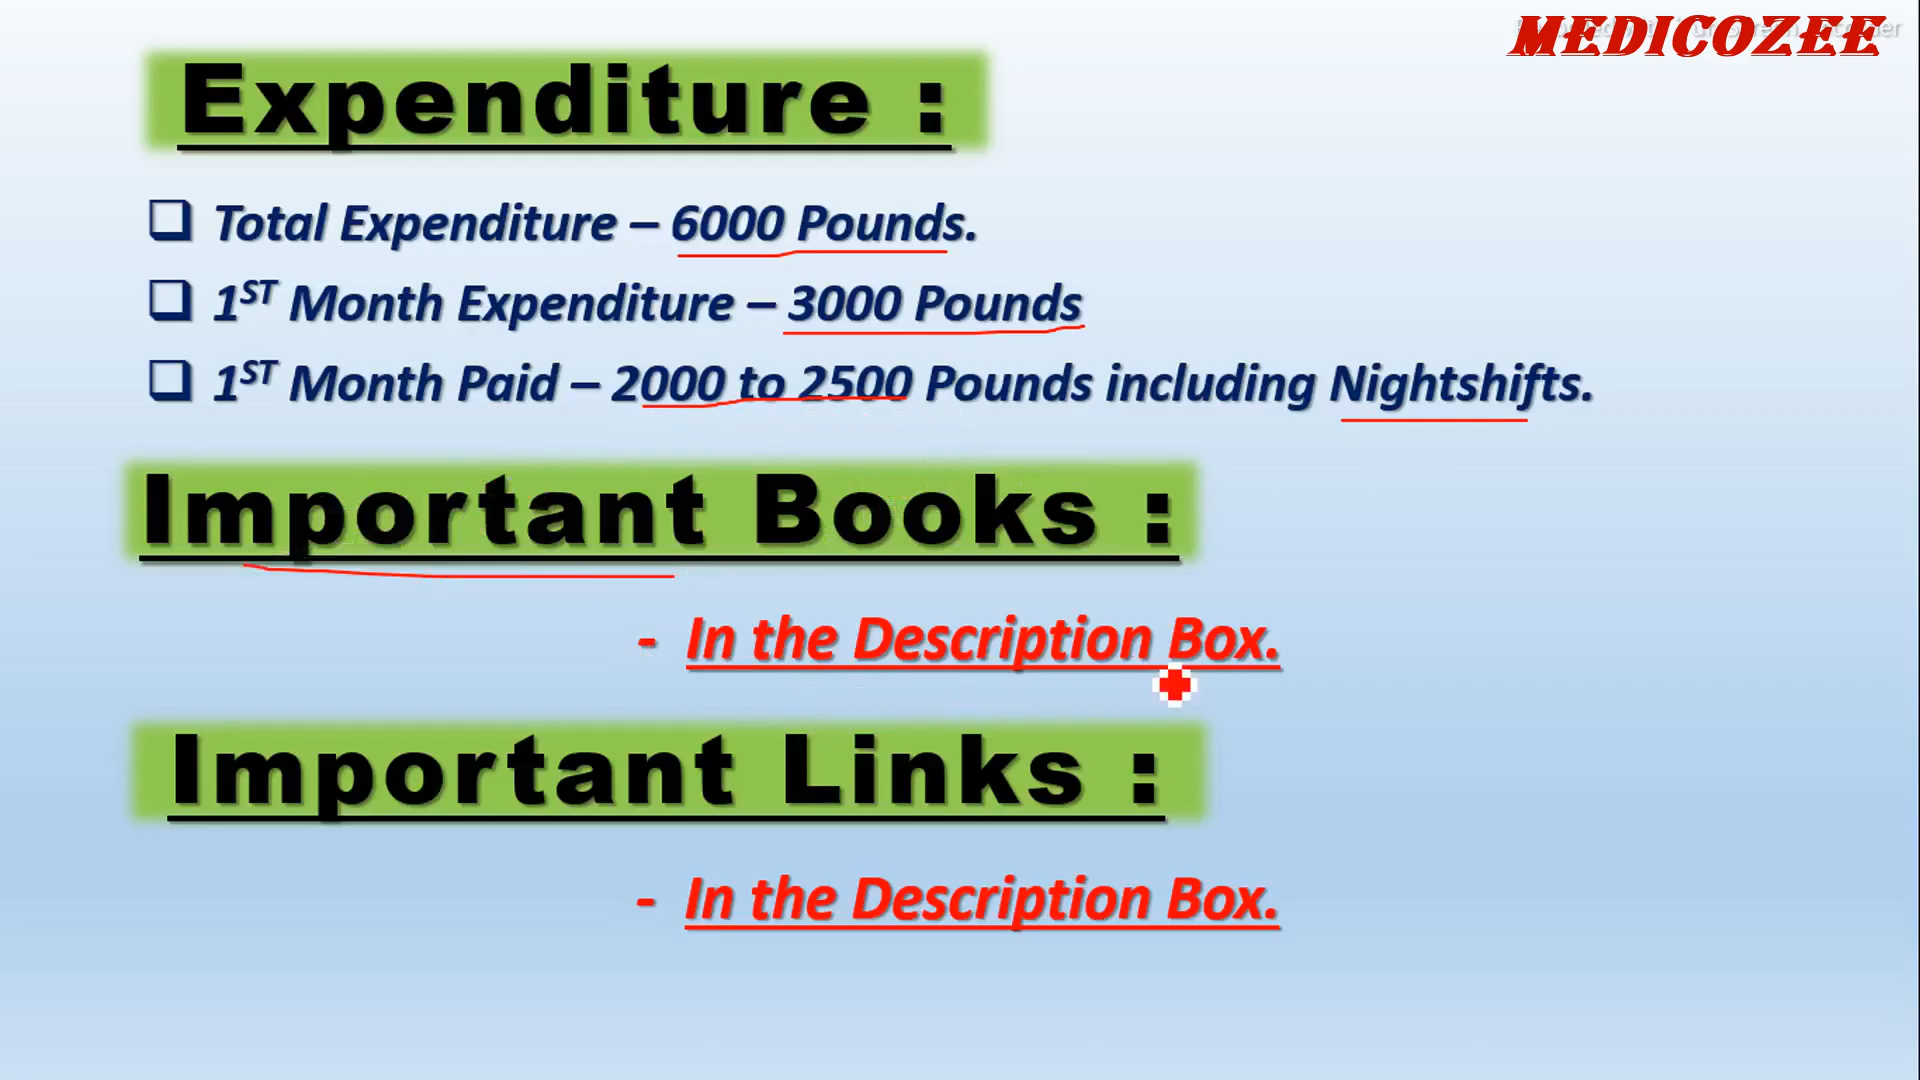 MEDICOZEE
Expenditure :
❑ Total Expenditure – 6000 Pounds.
❑ 1ST Month Expenditure – 3000 Pounds
❑ 1ST Month Paid – 2000 to 2500 Pounds including Nightshifts.
Important Books :
- In the Description Box.
Important Links :
- In the Description Box.